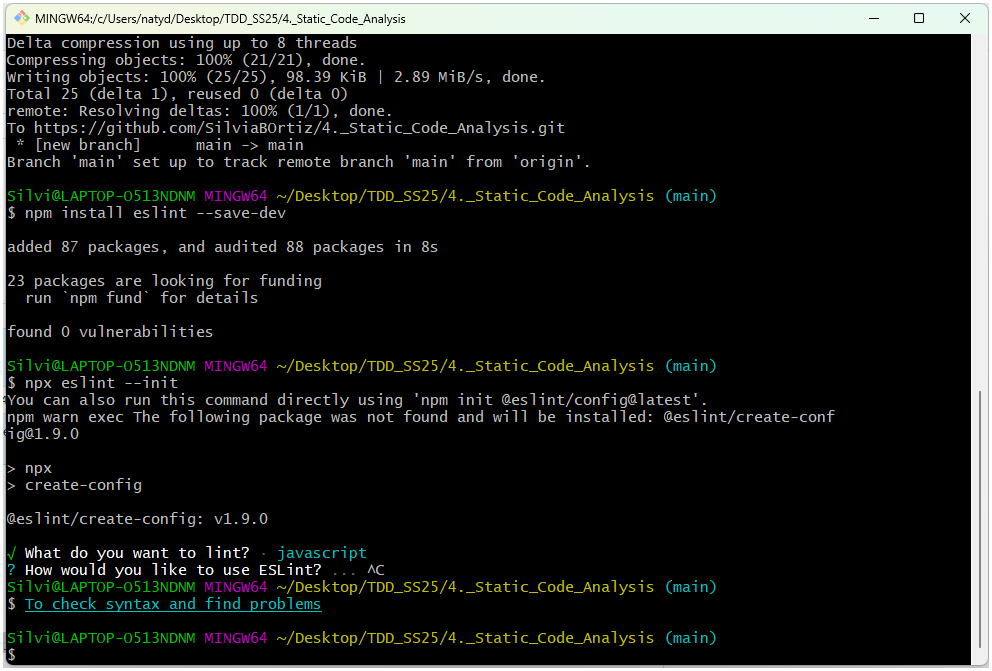 MINGW64:/c/Users/natyd/Desktop/TDD_SS25/4._Static_Code_Analysis
Delta compression using up to 8 threads
Compressing objects: 100% (21/21), done.
Writing objects: 100% (25/25), 98.39 KiB | 2.89 MiB/s, done.
Total 25 (delta 1), reused 0 (delta 0)
remote: Resolving deltas: 100% (1/1), done.
To https://github.com/SilviaBOrtiz/4._Static_Code_Analysis.git
 * [new branch]      main -> main
Branch 'main' set up to track remote branch 'main' from 'origin'.
Silvi@LAPTOP-O513NDNM MINGW64 ~/Desktop/TDD_SS25/4._Static_Code_Analysis (main)
$ npm install eslint --save-dev
added 87 packages, and audited 88 packages in 8s
23 packages are looking for funding
  run `npm fund` for details
found 0 vulnerabilities
Silvi@LAPTOP-O513NDNM MINGW64 ~/Desktop/TDD_SS25/4._Static_Code_Analysis (main)
$ npx eslint --init
You can also run this command directly using 'npm init @eslint/config@latest'.
npm warn exec The following package was not found and will be installed: @eslint/create-conf
ig@1.9.0
> npx
> create-config
@eslint/create-config: v1.9.0
√ What do you want to lint? · javascript
? How would you like to use ESLint? ... ^C
Silvi@LAPTOP-O513NDNM MINGW64 ~/Desktop/TDD_SS25/4._Static_Code_Analysis (main)
$ To check syntax and find problems
Silvi@LAPTOP-O513NDNM MINGW64 ~/Desktop/TDD_SS25/4._Static_Code_Analysis (main)
$